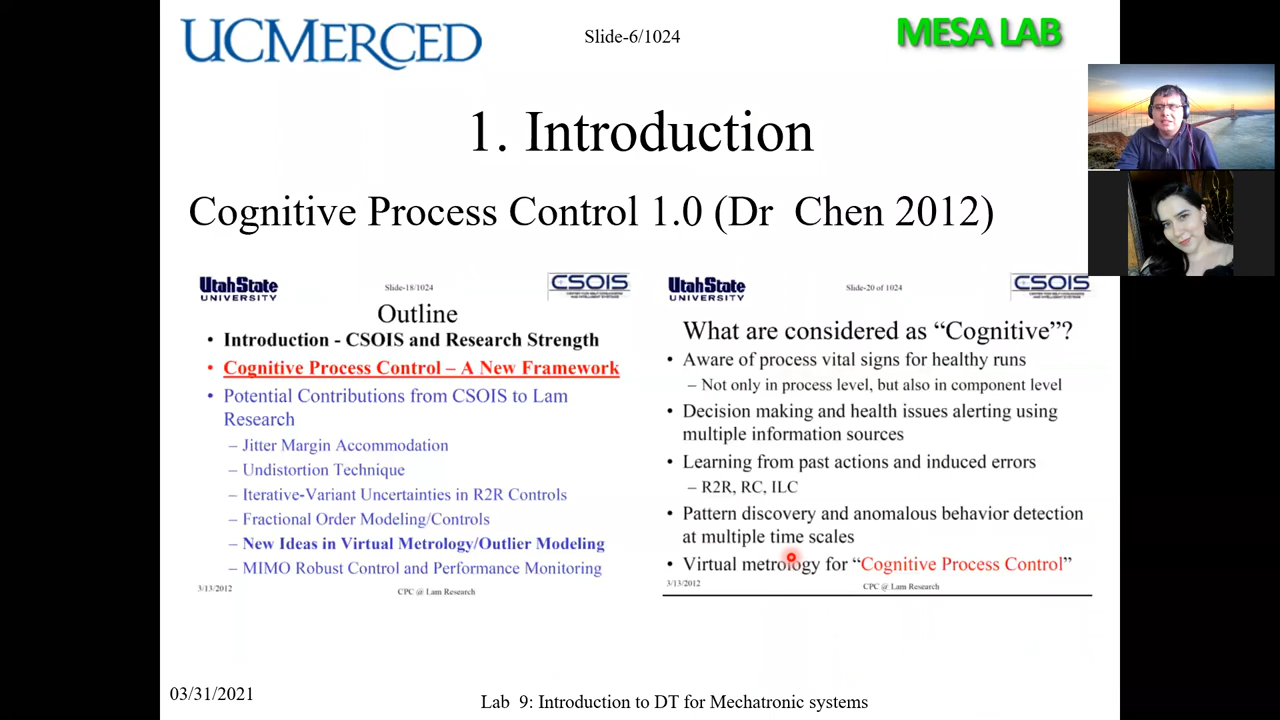 UCMERCED
Slide-6/1024
MESA LAB
1. Introduction
Cognitive Process Control 1.0 (Dr Chen 2012)
UtahState
UNIVERSITY
Slide-18/1024
CSOIS
Outline
• Introduction - CSOIS and Research Strength
• Cognitive Process Control – A New Framework
• Potential Contributions from CSOIS to Lam
Research
– Jitter Margin Accommodation
– Undistortion Technique
– Iterative-Variant Uncertainties in R2R Controls
– Fractional Order Modeling/Controls
– New Ideas in Virtual Metrology/Outlier Modeling
– MIMO Robust Control and Performance Monitoring
3/13/2012
CPC @ Lam Research
UtahState
UNIVERSITY
Slide-20 of 1024
CSOIS
What are considered as “Cognitive”?
• Aware of process vital signs for healthy runs
– Not only in process level, but also in component level
• Decision making and health issues alerting using
multiple information sources
• Learning from past actions and induced errors
– R2R, RC, ILC
• Pattern discovery and anomalous behavior detection
at multiple time scales
• Virtual metrology for “Cognitive Process Control”
3/13/2012
CPC @ Lam Research
03/31/2021
Lab 9: Introduction to DT for Mechatronic systems